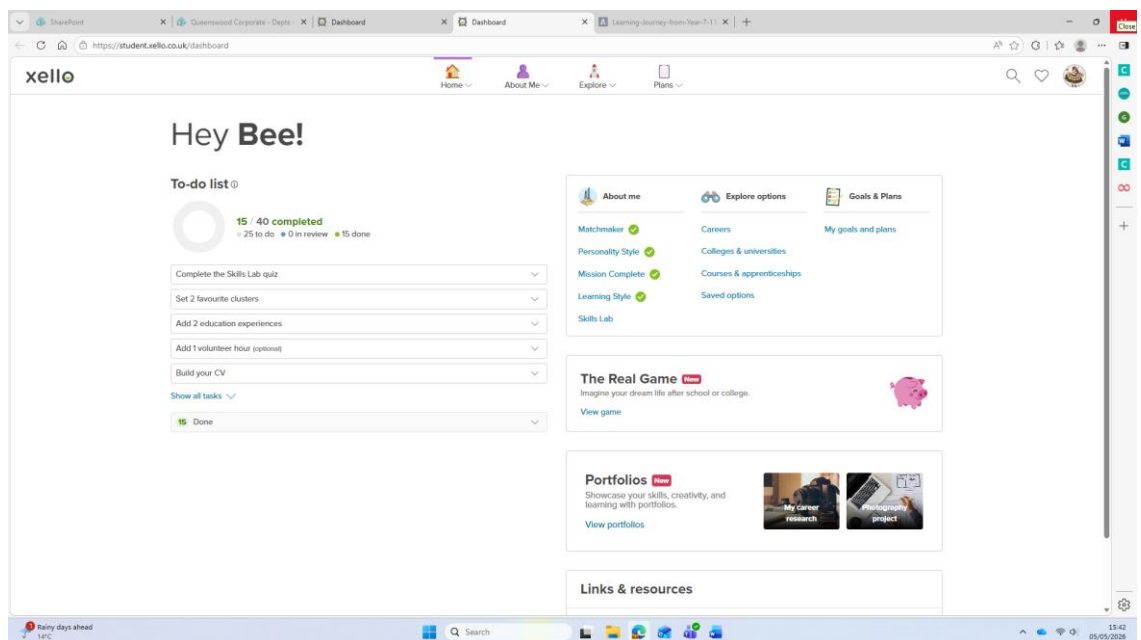 SharePoint
Queenswood Corporate - Depts -
Dashboard
Dashboard
Learning-Journey-from-Year-7-11
Close
https://student.xello.co.uk/dashboard
xello
Home
About Me
Explore
Plans
Hey Bee!
To-do list
15 / 40 completed
25 to do 0 in review 15 done
Complete the Skills Lab quiz
Set 2 favourite clusters
Add 2 education experiences
Add 1 volunteer hour (optional)
Build your CV
Show all tasks
15 Done
About me
Matchmaker
Personality Style
Mission Complete
Learning Style
Skills Lab
Explore options
Careers
Colleges & universities
Courses & apprenticeships
Saved options
Goals & Plans
My goals and plans
The Real Game New
Imagine your dream life after school or college.
View game
Portfolios New
Showcase your skills, creativity, and
learning with portfolios.
View portfolios
My career
research
Photography
project
Links & resources
Rainy days ahead
14°C
Search
15:42
05/05/2026